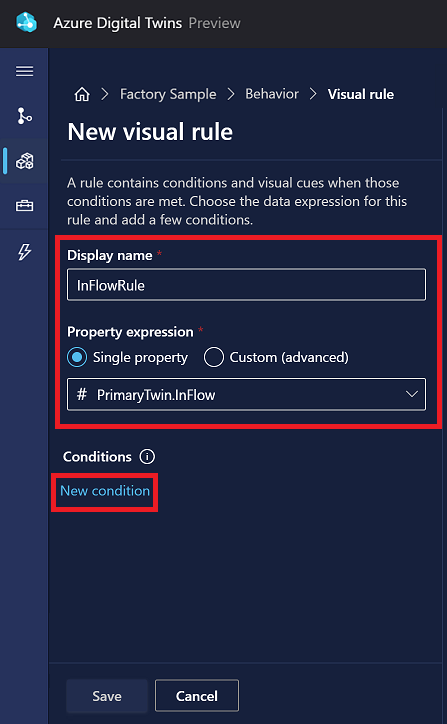 Azure Digital Twins Preview
Factory Sample > Behavior > Visual rule
New visual rule
A rule contains conditions and visual cues when those
conditions are met. Choose the data expression for this
rule and add a few conditions.
Display name *
InFlowRule
Property expression *
Single property Custom (advanced)
# PrimaryTwin.InFlow
Conditions
New condition
Save Cancel